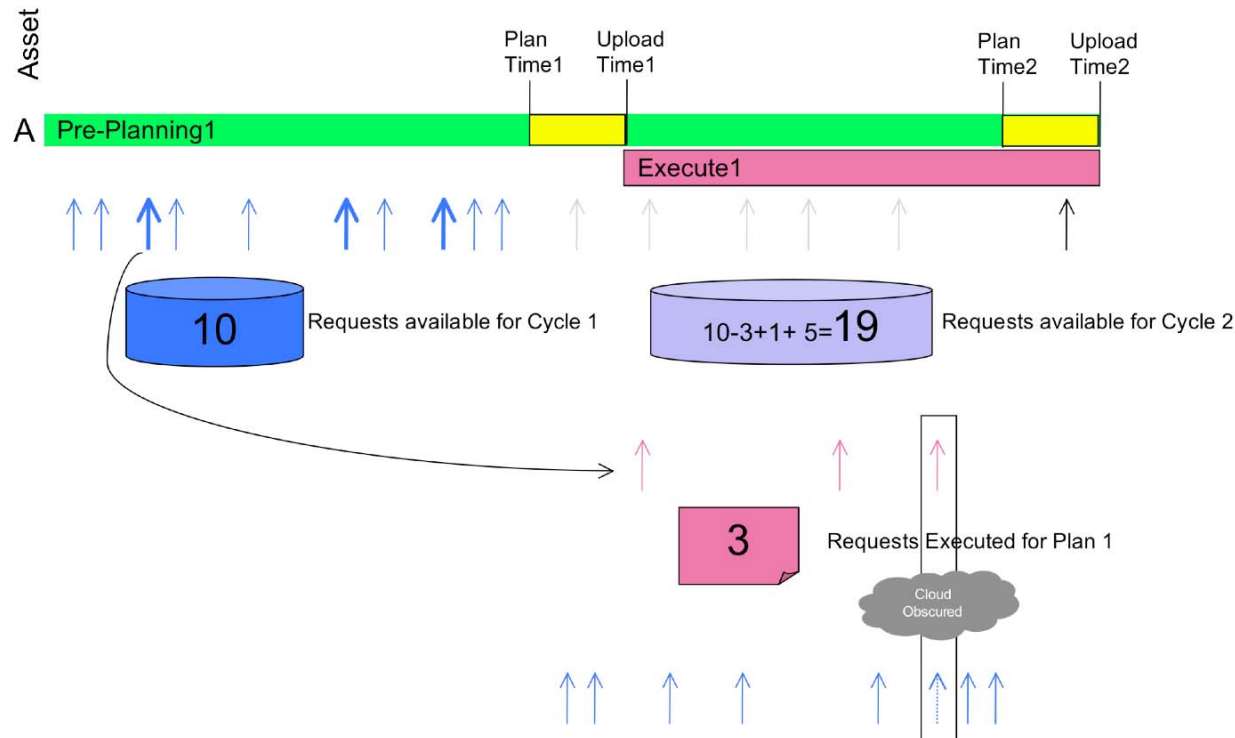 Asset
Plan
Time1
Upload
Time1
Plan
Time2
Upload
Time2
A
Pre-Planning1
Execute1
10
Requests available for Cycle 1
10-3+1+ 5=19
Requests available for Cycle 2
3
Requests Executed for Plan 1
Cloud
Obscured